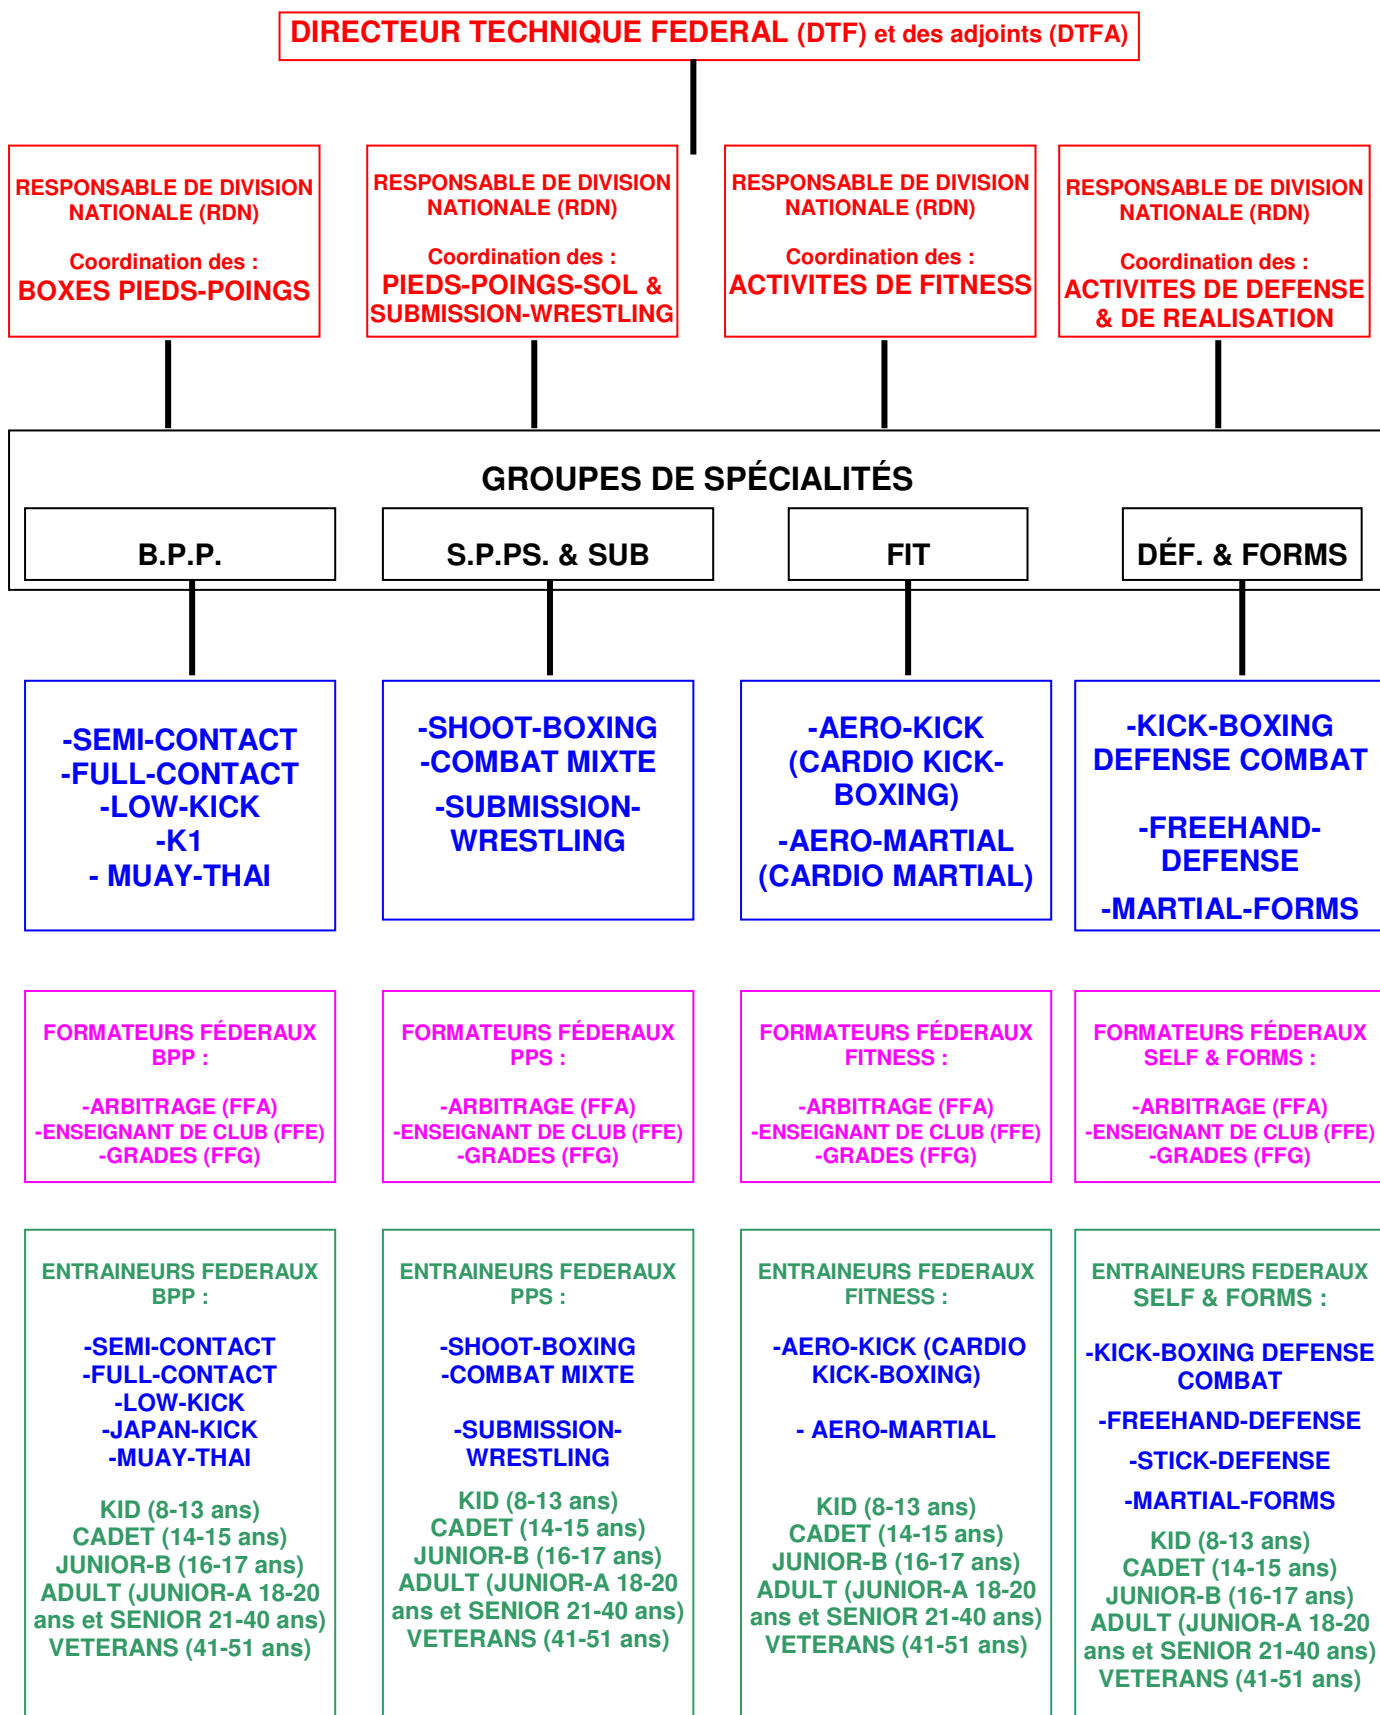 DIRECTEUR TECHNIQUE FEDERAL (DTF) et des adjoints (DTFA)
RESPONSABLE DE DIVISION
NATIONALE (RDN)
Coordination des :
BOXES PIEDS-POINGS
RESPONSABLE DE DIVISION
NATIONALE (RDN)
Coordination des :
PIEDS-POINGS-SOL &
SUBMISSION-WRESTLING
RESPONSABLE DE DIVISION
NATIONALE (RDN)
Coordination des :
ACTIVITES DE FITNESS
RESPONSABLE DE DIVISION
NATIONALE (RDN)
Coordination des :
ACTIVITES DE DEFENSE
& DE REALISATION
GROUPES DE SPÉCIALITÉS
B.P.P.
S.P.PS. & SUB
FIT
DÉF. & FORMS
-SEMI-CONTACT
-FULL-CONTACT
-LOW-KICK
-K1
- MUAY-THAI
-SHOOT-BOXING
-COMBAT MIXTE
-SUBMISSION-
WRESTLING
-AERO-KICK
(CARDIO KICK-
BOXING)
-AERO-MARTIAL
(CARDIO MARTIAL)
-KICK-BOXING
DEFENSE COMBAT
-FREEHAND-
DEFENSE
-MARTIAL-FORMS
FORMATEURS FÉDERAUX
BPP :
-ARBITRAGE (FFA)
-ENSEIGNANT DE CLUB (FFE)
-GRADES (FFG)
FORMATEURS FÉDERAUX
PPS :
-ARBITRAGE (FFA)
-ENSEIGNANT DE CLUB (FFE)
-GRADES (FFG)
FORMATEURS FÉDERAUX
FITNESS :
-ARBITRAGE (FFA)
-ENSEIGNANT DE CLUB (FFE)
-GRADES (FFG)
FORMATEURS FÉDERAUX
SELF & FORMS :
-ARBITRAGE (FFA)
-ENSEIGNANT DE CLUB (FFE)
-GRADES (FFG)
ENTRAINEURS FEDERAUX
BPP :
-SEMI-CONTACT
-FULL-CONTACT
-LOW-KICK
-JAPAN-KICK
-MUAY-THAI
KID (8-13 ans)
CADET (14-15 ans)
JUNIOR-B (16-17 ans)
ADULT (JUNIOR-A 18-20
ans et SENIOR 21-40 ans)
VETERANS (41-51 ans)
ENTRAINEURS FEDERAUX
PPS :
-SHOOT-BOXING
-COMBAT MIXTE
-SUBMISSION-
WRESTLING
KID (8-13 ans)
CADET (14-15 ans)
JUNIOR-B (16-17 ans)
ADULT (JUNIOR-A 18-20
ans et SENIOR 21-40 ans)
VETERANS (41-51 ans)
ENTRAINEURS FEDERAUX
FITNESS :
-AERO-KICK (CARDIO
KICK-BOXING)
- AERO-MARTIAL
KID (8-13 ans)
CADET (14-15 ans)
JUNIOR-B (16-17 ans)
ADULT (JUNIOR-A 18-20
ans et SENIOR 21-40 ans)
VETERANS (41-51 ans)
ENTRAINEURS FEDERAUX
SELF & FORMS :
-KICK-BOXING DEFENSE
COMBAT
-FREEHAND-DEFENSE
-STICK-DEFENSE
-MARTIAL-FORMS
KID (8-13 ans)
CADET (14-15 ans)
JUNIOR-B (16-17 ans)
ADULT (JUNIOR-A 18-20
ans et SENIOR 21-40 ans)
VETERANS (41-51 ans)